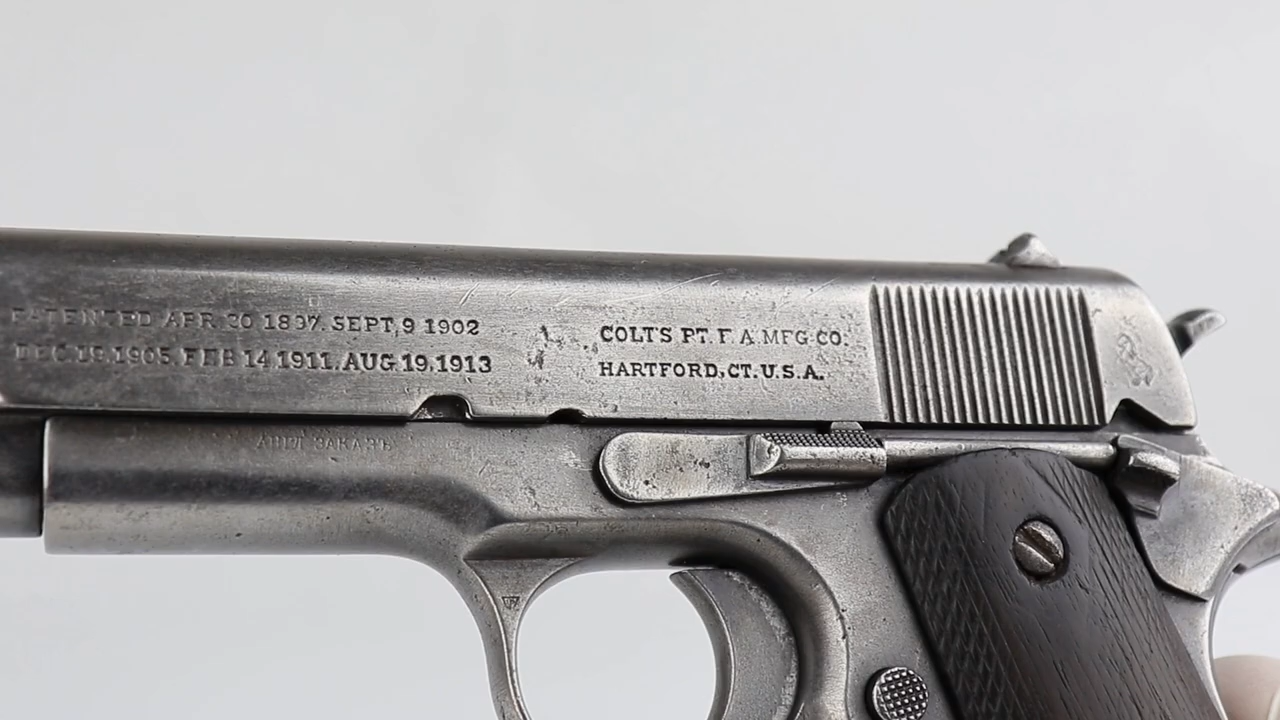 PATENTED APR.20 1897. SEPT.9 1902
DEC.19.1905. FEB 14.1911. AUG 19.1913
COLT'S PT. F. A. MFG. CO.
HARTFORD, CT. U.S.A.
ЗАКАЗЪ